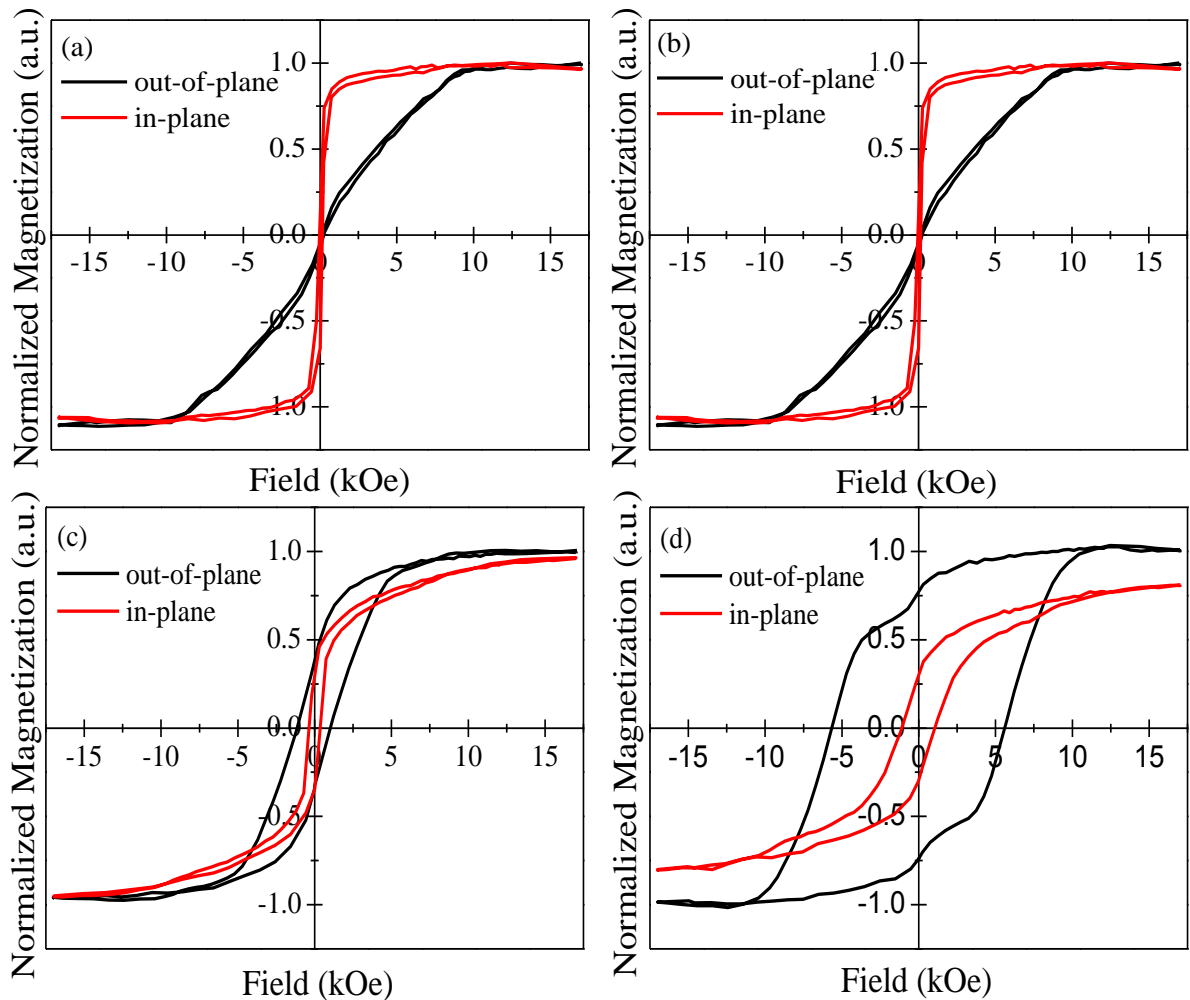 (a)
out-of-plane
in-plane
Normalized Magnetization (a.u.)
1.0
0.5
0.0
-0.5
-1.0
-15 -10 -5 0 5 10 15
Field (kOe)
(b)
out-of-plane
in-plane
Normalized Magnetization (a.u.)
1.0
0.5
0.0
-0.5
-1.0
-15 -10 -5 0 5 10 15
Field (kOe)
(c)
out-of-plane
in-plane
Normalized Magnetization (a.u.)
1.0
0.5
0.0
-0.5
-1.0
-15 -10 -5 0 5 10 15
Field (kOe)
(d)
out-of-plane
in-plane
Normalized Magnetization (a.u.)
1.0
0.5
0.0
-0.5
-1.0
-15 -10 -5 0 5 10 15
Field (kOe)